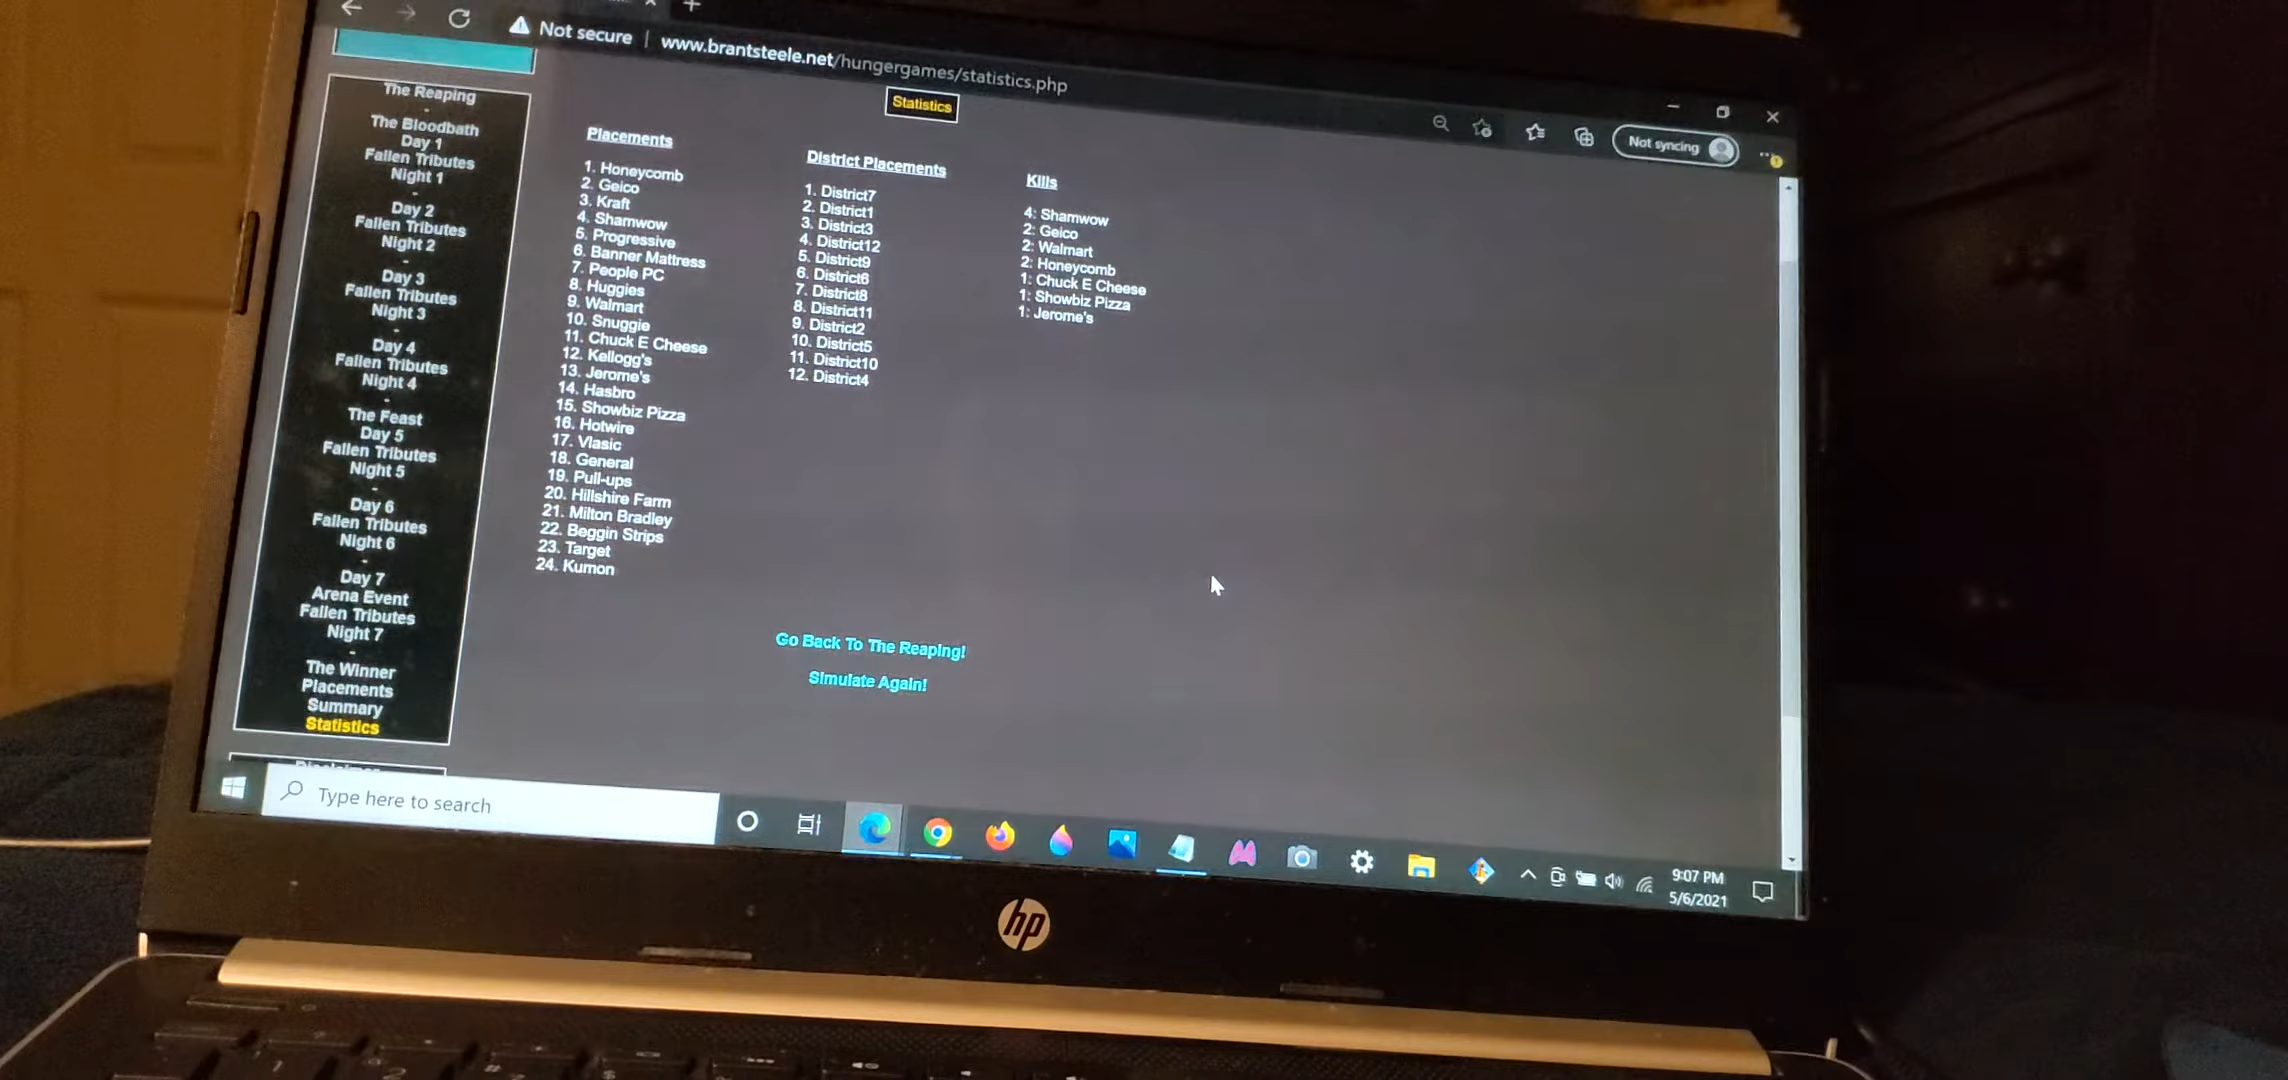 Not secure | www.brantsteele.net/hungergames/statistics.php
Not syncing
The Reaping
-
The Bloodbath
Day 1
Fallen Tributes
Night 1
-
Day 2
Fallen Tributes
Night 2
-
Day 3
Fallen Tributes
Night 3
-
Day 4
Fallen Tributes
Night 4
-
The Feast
Day 5
Fallen Tributes
Night 5
-
Day 6
Fallen Tributes
Night 6
-
Day 7
Arena Event
Fallen Tributes
Night 7
-
The Winner
Placements
Summary
Statistics
Statistics
Placements
1. Honeycomb
2. Geico
3. Kraft
4. Shamwow
5. Progressive
6. Banner Mattress
7. People PC
8. Huggies
9. Walmart
10. Snuggie
11. Chuck E Cheese
12. Kellogg's
13. Jerome's
14. Hasbro
15. Showbiz Pizza
16. Hotwire
17. Vlasic
18. General
19. Pull-ups
20. Hillshire Farm
21. Milton Bradley
22. Beggin Strips
23. Target
24. Kumon
District Placements
1. District7
2. District1
3. District3
4. District12
5. District9
6. District6
7. District8
8. District11
9. District2
10. District5
11. District10
12. District4
Kills
4: Shamwow
2: Geico
2: Walmart
2: Honeycomb
1: Chuck E Cheese
1: Showbiz Pizza
1: Jerome's
Go Back To The Reaping!
Simulate Again!
Type here to search
9:07 PM
5/6/2021
hp